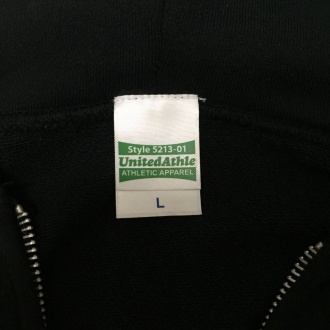 Style 5213-01
UnitedAthle
ATHLETIC APPAREL
L